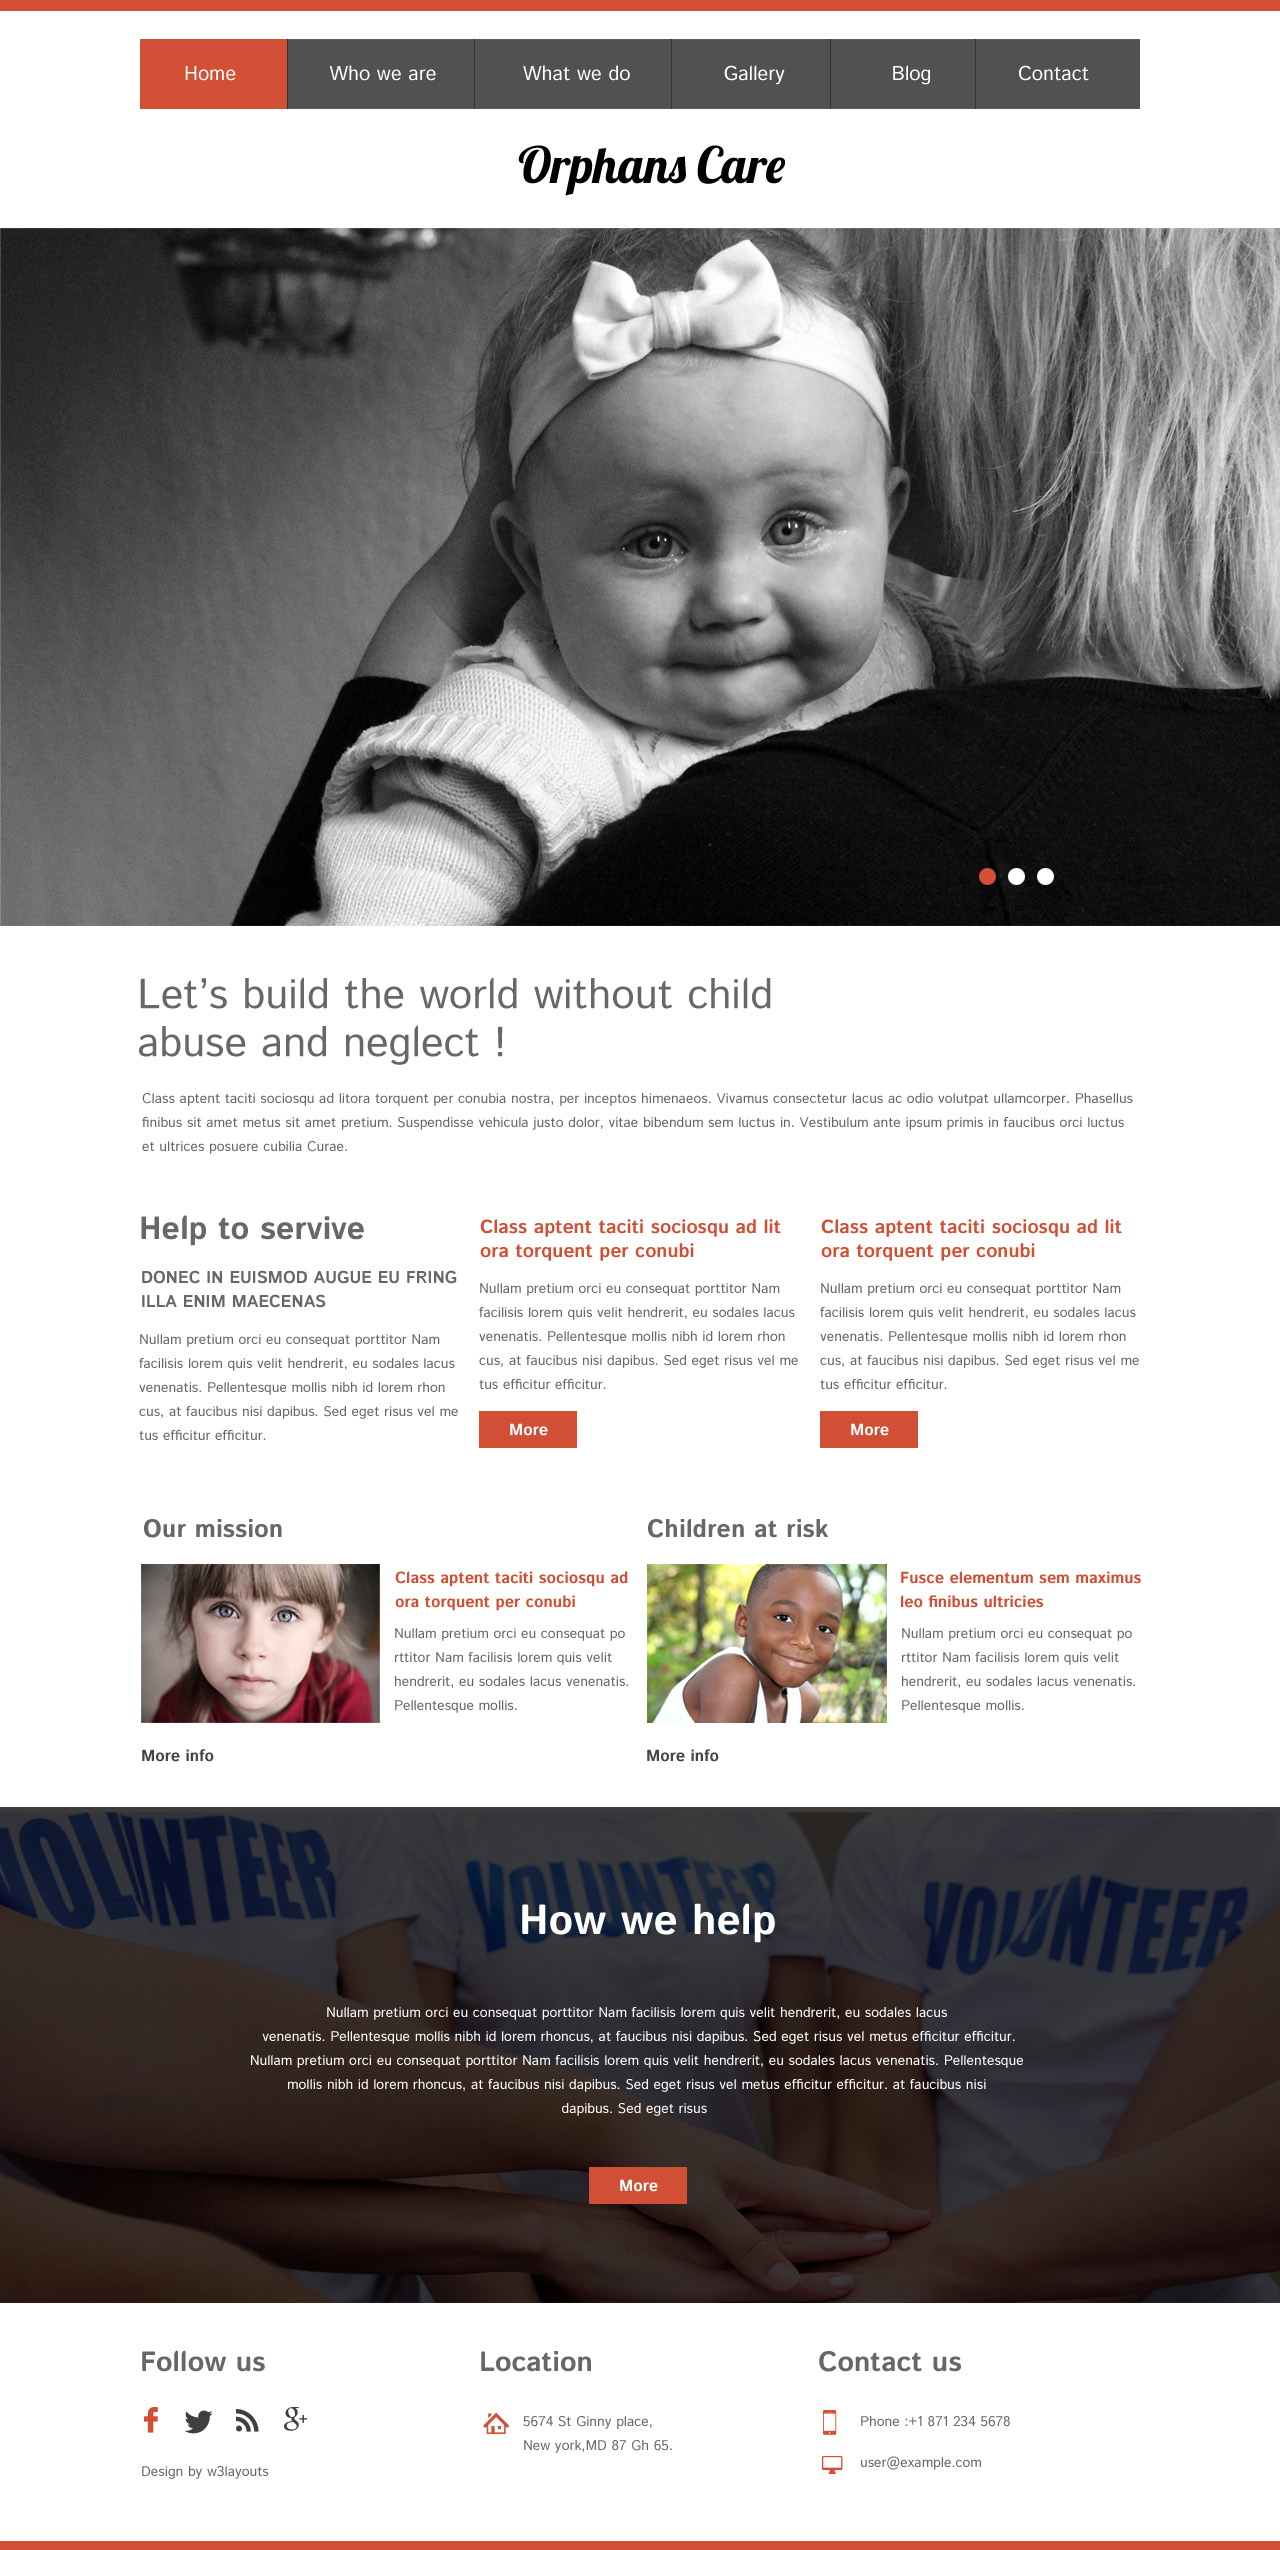 Home Who we are What we do Gallery Blog Contact
Orphans Care
Let’s build the world without child
abuse and neglect !
Class aptent taciti sociosqu ad litora torquent per conubia nostra, per inceptos himenaeos. Vivamus consectetur lacus ac odio volutpat ullamcorper. Phasellus
finibus sit amet metus sit amet pretium. Suspendisse vehicula justo dolor, vitae bibendum sem luctus in. Vestibulum ante ipsum primis in faucibus orci luctus
et ultrices posuere cubilia Curae.
Help to servive
DONEC IN EUISMOD AUGUE EU FRING
ILLA ENIM MAECENAS
Nullam pretium orci eu consequat porttitor Nam
facilisis lorem quis velit hendrerit, eu sodales lacus
venenatis. Pellentesque mollis nibh id lorem rhon
cus, at faucibus nisi dapibus. Sed eget risus vel me
tus efficitur efficitur.
Class aptent taciti sociosqu ad lit
ora torquent per conubi
Nullam pretium orci eu consequat porttitor Nam
facilisis lorem quis velit hendrerit, eu sodales lacus
venenatis. Pellentesque mollis nibh id lorem rhon
cus, at faucibus nisi dapibus. Sed eget risus vel me
tus efficitur efficitur.
More
Class aptent taciti sociosqu ad lit
ora torquent per conubi
Nullam pretium orci eu consequat porttitor Nam
facilisis lorem quis velit hendrerit, eu sodales lacus
venenatis. Pellentesque mollis nibh id lorem rhon
cus, at faucibus nisi dapibus. Sed eget risus vel me
tus efficitur efficitur.
More
Our mission
Class aptent taciti sociosqu ad
ora torquent per conubi
Nullam pretium orci eu consequat po
rttitor Nam facilisis lorem quis velit
hendrerit, eu sodales lacus venenatis.
Pellentesque mollis.
More info
Children at risk
Fusce elementum sem maximus
leo finibus ultricies
Nullam pretium orci eu consequat po
rttitor Nam facilisis lorem quis velit
hendrerit, eu sodales lacus venenatis.
Pellentesque mollis.
More info
VOLUNTEER
VOLUNTEER
VOLUNTEER
How we help
Nullam pretium orci eu consequat porttitor Nam facilisis lorem quis velit hendrerit, eu sodales lacus
venenatis. Pellentesque mollis nibh id lorem rhoncus, at faucibus nisi dapibus. Sed eget risus vel metus efficitur efficitur.
Nullam pretium orci eu consequat porttitor Nam facilisis lorem quis velit hendrerit, eu sodales lacus venenatis. Pellentesque
mollis nibh id lorem rhoncus, at faucibus nisi dapibus. Sed eget risus vel metus efficitur efficitur. at faucibus nisi
dapibus. Sed eget risus
More
Follow us
Design by w3layouts
Location
5674 St Ginny place,
New york,MD 87 Gh 65.
Contact us
Phone :+1 871 234 5678
user@example.com